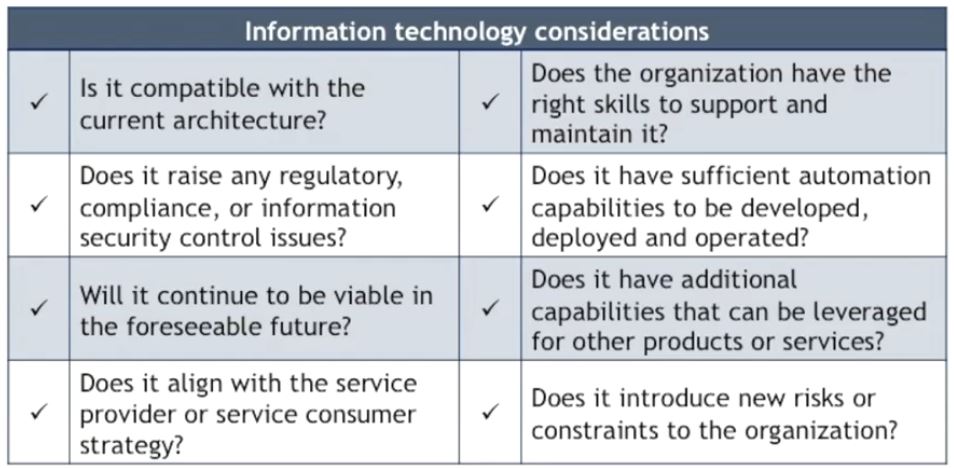 Information technology considerations
✓ Is it compatible with the
current architecture?
✓ Does the organization have the
right skills to support and
maintain it?
✓ Does it raise any regulatory,
compliance, or information
security control issues?
✓ Does it have sufficient automation
capabilities to be developed,
deployed and operated?
✓ Will it continue to be viable in
the foreseeable future?
✓ Does it have additional
capabilities that can be leveraged
for other products or services?
✓ Does it align with the service
provider or service consumer
strategy?
✓ Does it introduce new risks or
constraints to the organization?